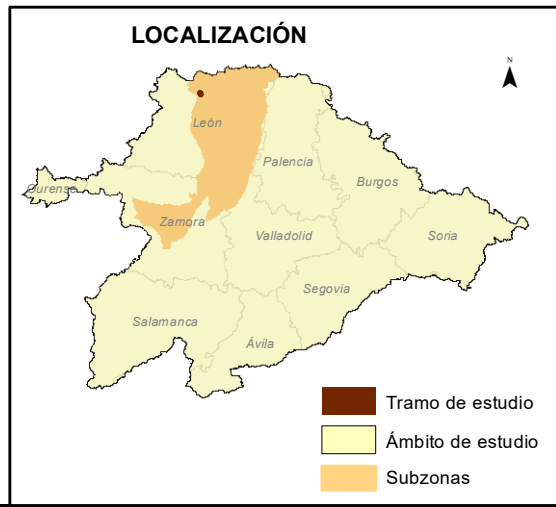 LOCALIZACIÓN
N
León
Palencia
Burgos
Ourense
Zamora
Valladolid
Soria
Segovia
Salamanca
Ávila
Tramo de estudio
Ámbito de estudio
Subzonas